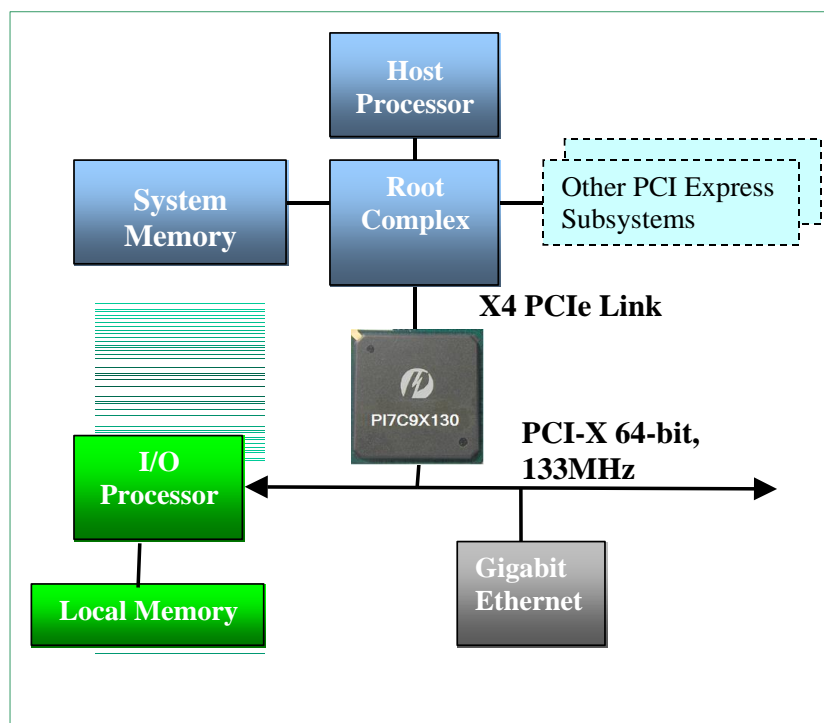 Host
Processor
System
Memory
Root
Complex
Other PCI Express
Subsystems
X4 PCIe Link
PI7C9X130
PCI-X 64-bit,
133MHz
I/O
Processor
Gigabit
Ethernet
Local Memory